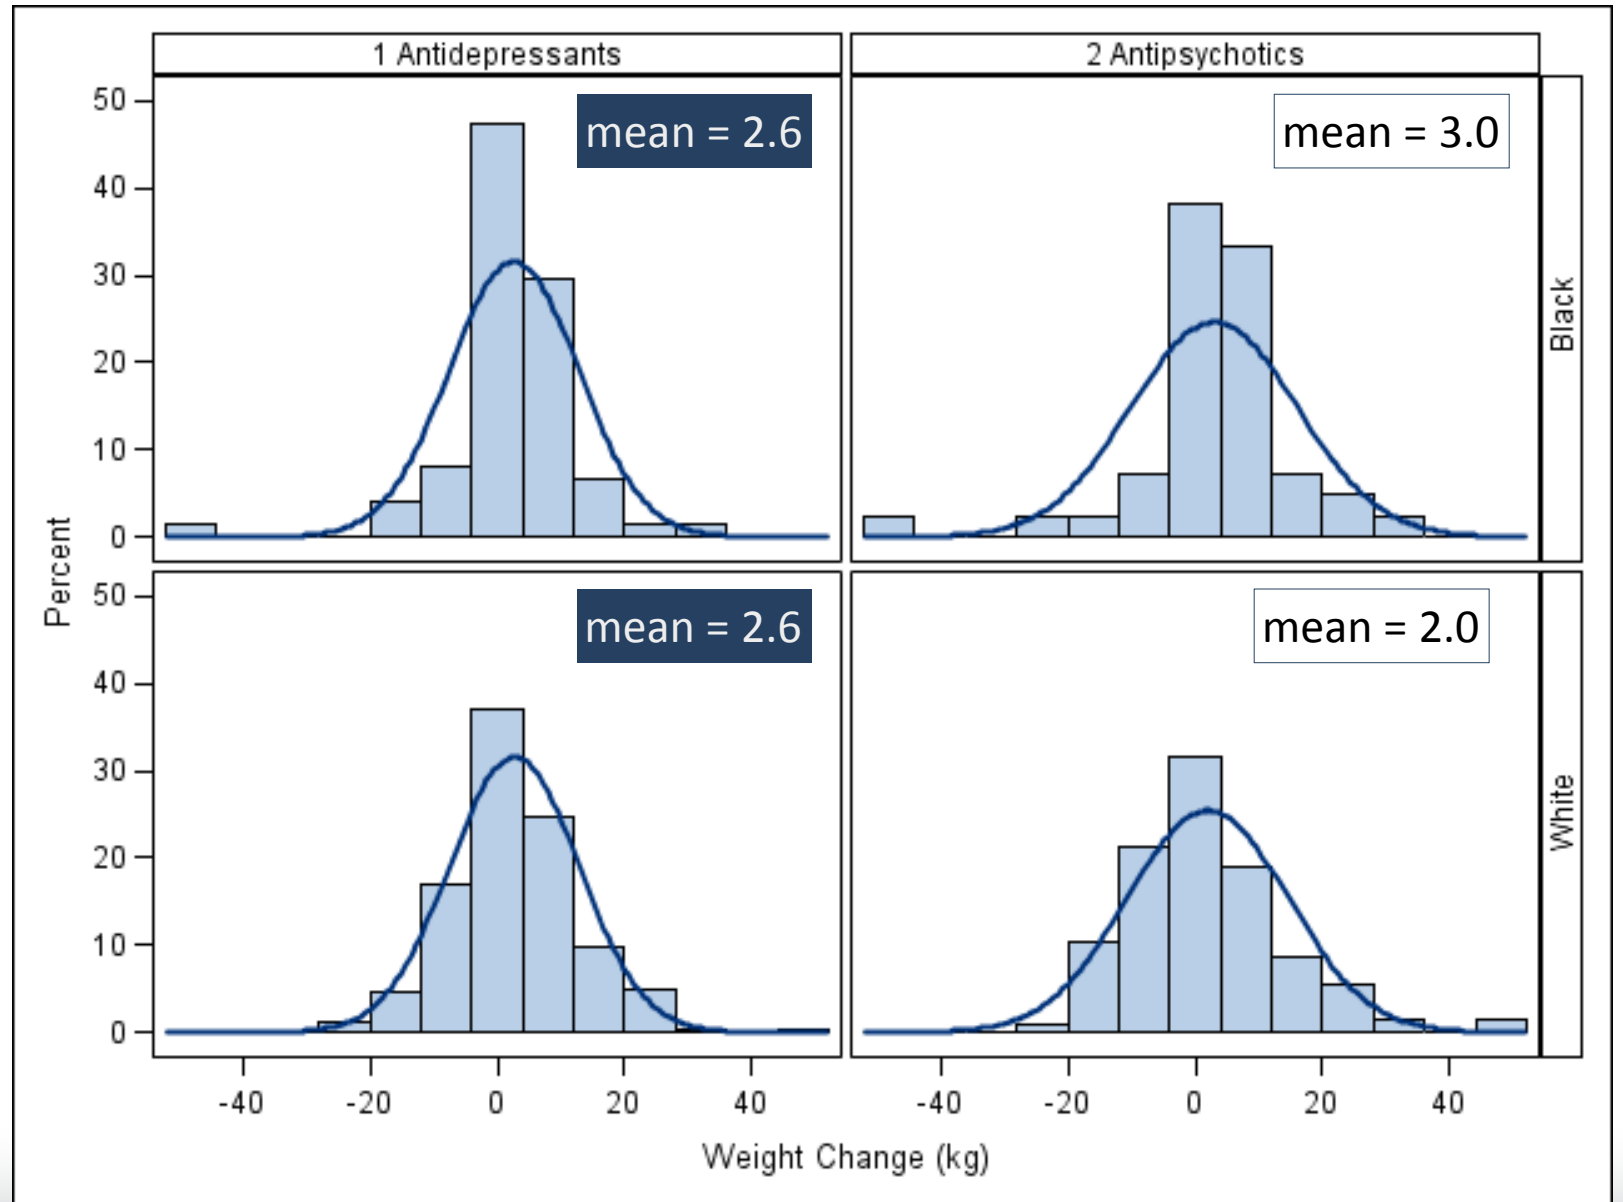 1 Antidepressants
2 Antipsychotics
50
40
30
20
10
0
mean = 2.6
mean = 3.0
Black
Percent
50
40
30
20
10
0
mean = 2.6
mean = 2.0
White
-40 -20 0 20 40
-40 -20 0 20 40
Weight Change (kg)